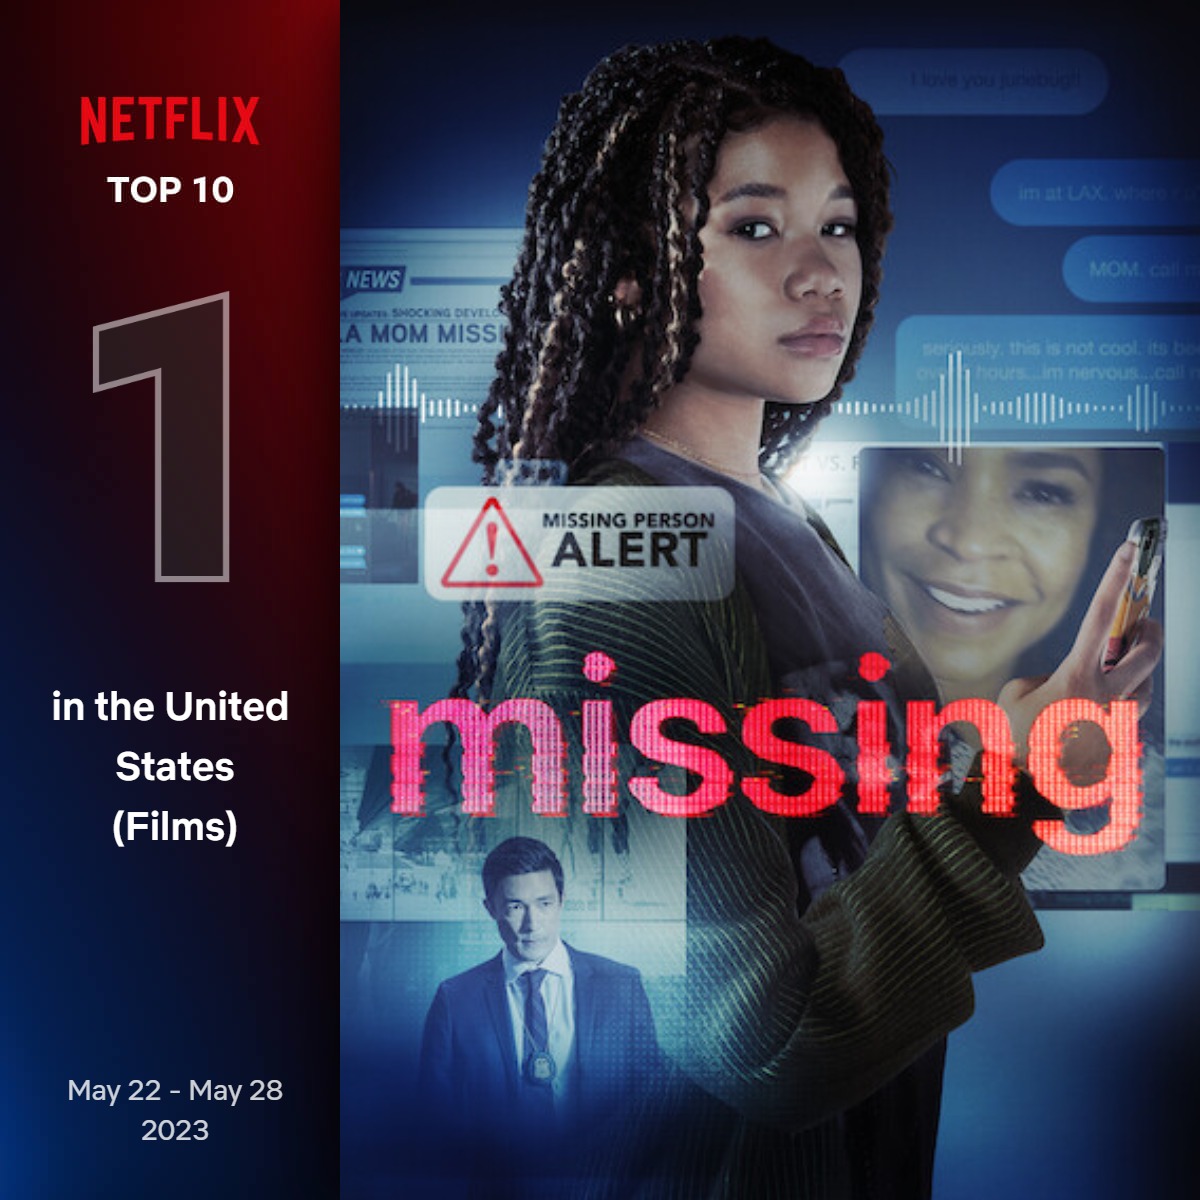 NETFLIX
TOP 10
1
in the United
States
(Films)
May 22 - May 28
2023
I love you junebug!!
im at LAX. where
MOM. call
seriously. this is not cool. its
hours...im nervous...call
NEWS
SHOCKING
MOM
VS.
MISSING PERSON
ALERT
missing